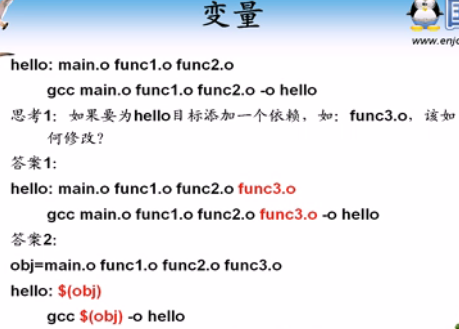 变量
www.enjo
hello: main.o func1.o func2.o
gcc main.o func1.o func2.o -o hello
思考1：如果要为hello目标添加一个依赖，如：func3.o，该如
何修改？
答案1:
hello: main.o func1.o func2.o func3.o
gcc main.o func1.o func2.o func3.o -o hello
答案2:
obj=main.o func1.o func2.o func3.o
hello: $(obj)
gcc $(obj) -o hello